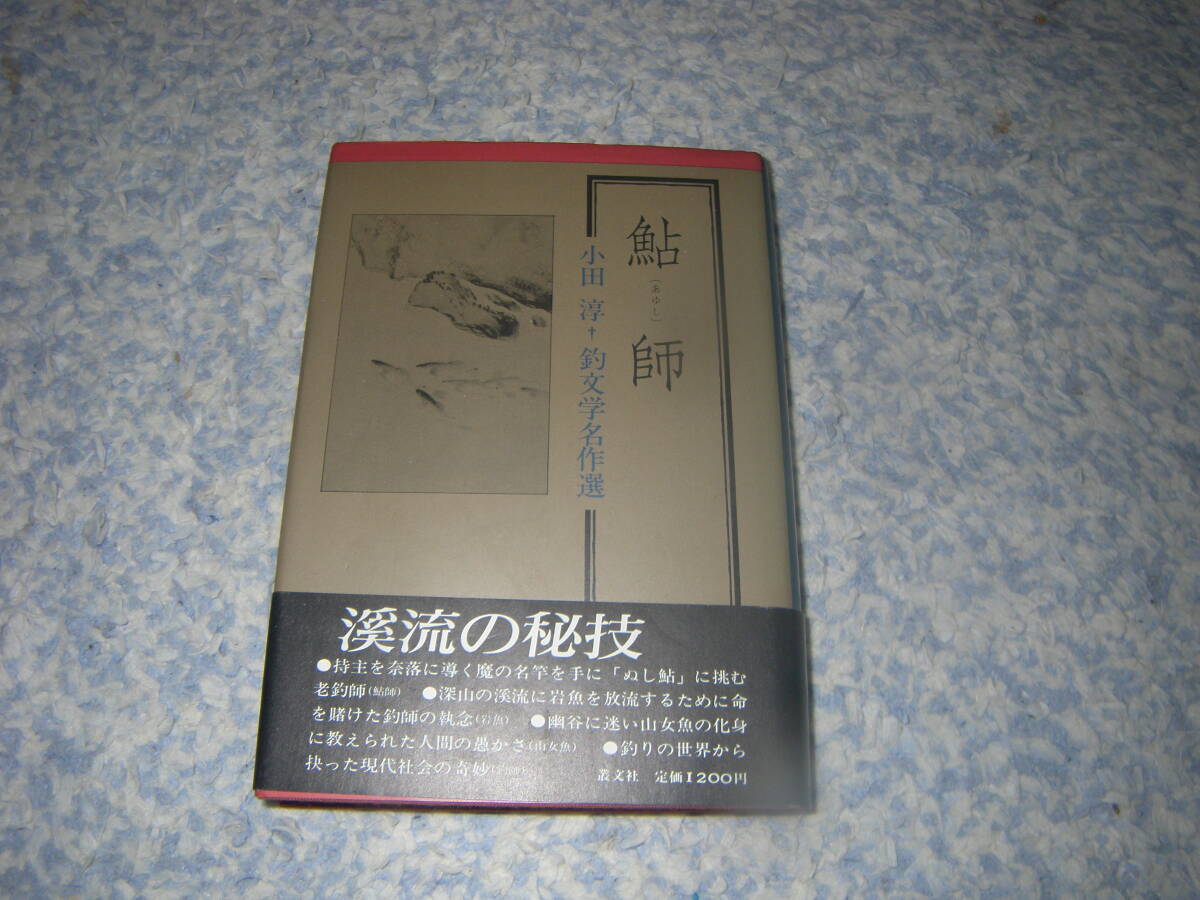 鮎師
(あゆし)
小田 淳↑釣文学名作選
溪流の秘技
●持主を奈落に導く魔の名竿を手に「ぬし鮎」に挑む
老釣師(鮎師) ●深山の溪流に岩魚を放流するために命
を賭けた釣師の執念(岩魚) ●幽谷に迷い山女魚の化身
に教えられた人間の愚かさ(山女魚) ●釣りの世界から
抉った現代社会の奇妙
叢文社 定価1200円